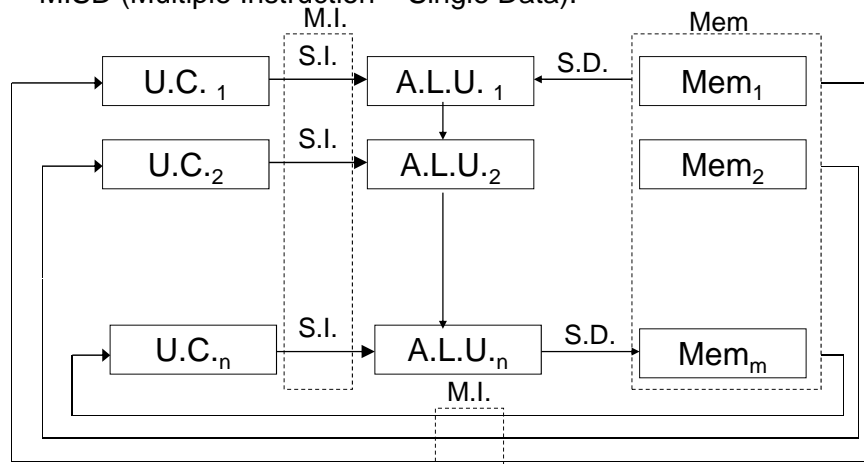 MISD (Multiple Instruction – Single Data):
M.I.
Mem
U.C. 1
S.I.
A.L.U. 1
S.D.
Mem1
U.C.2
S.I.
A.L.U.2
Mem2
U.C.n
S.I.
A.L.U.n
S.D.
Memm
M.I.